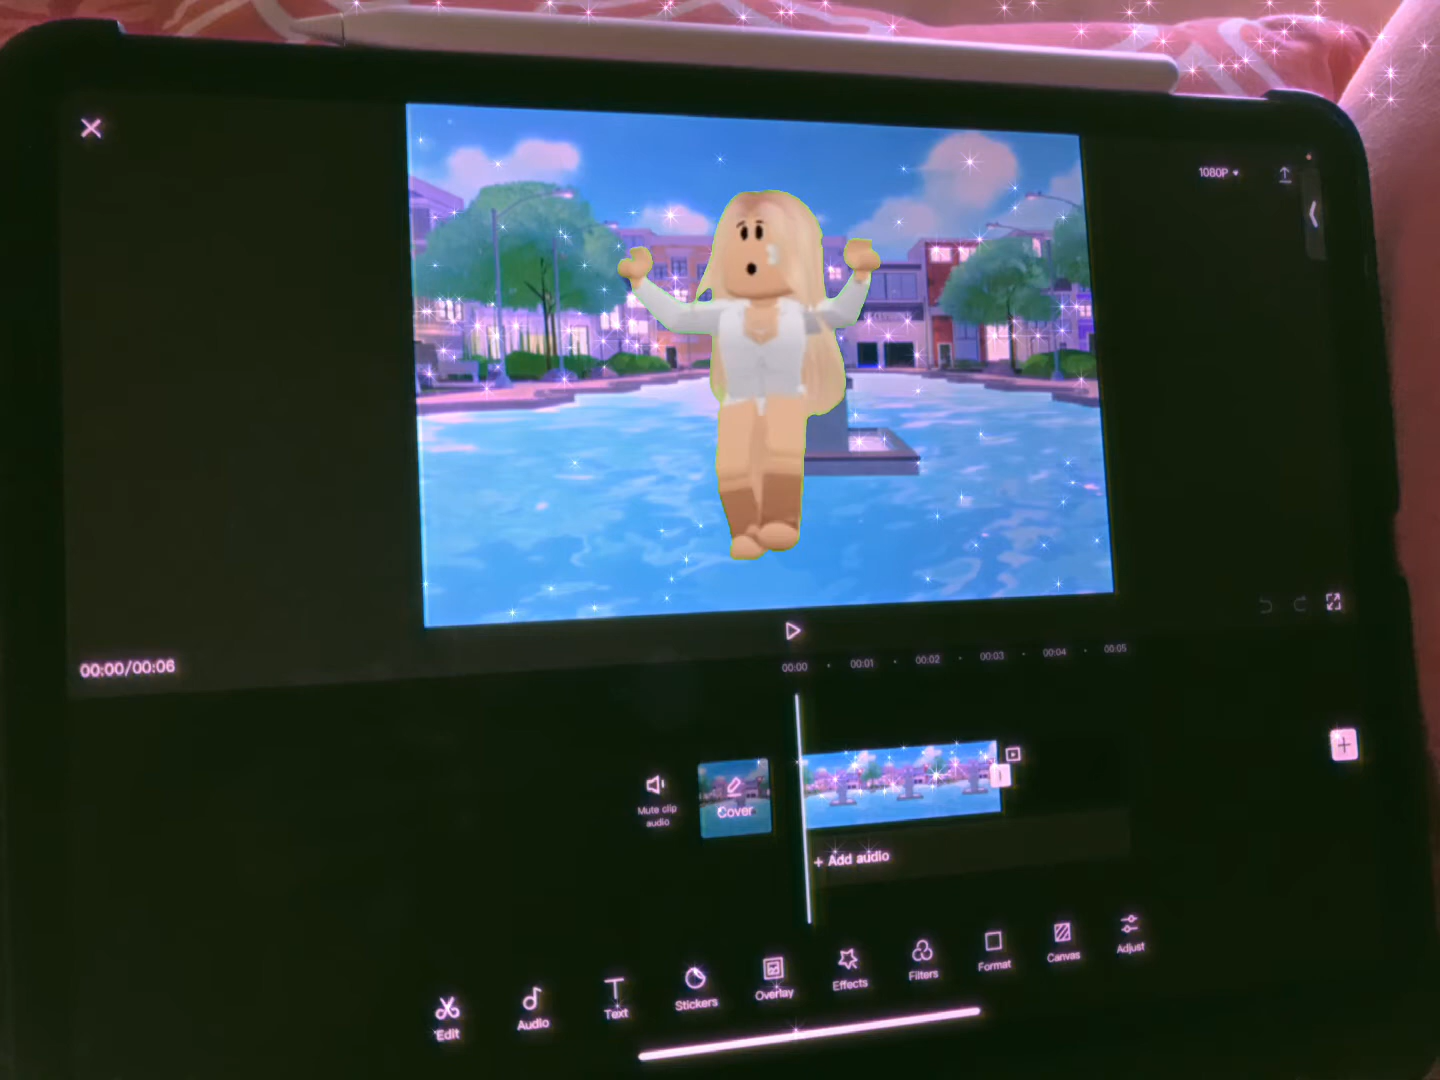 1080P
00:00/00:06
00:00 00:01 00:02 00:03 00:04 00:05
Mute clip
audio
Cover
+ Add audio
Edit
Audio
Text
Stickers
Overlay
Effects
Filters
Format
Canvas
Adjust